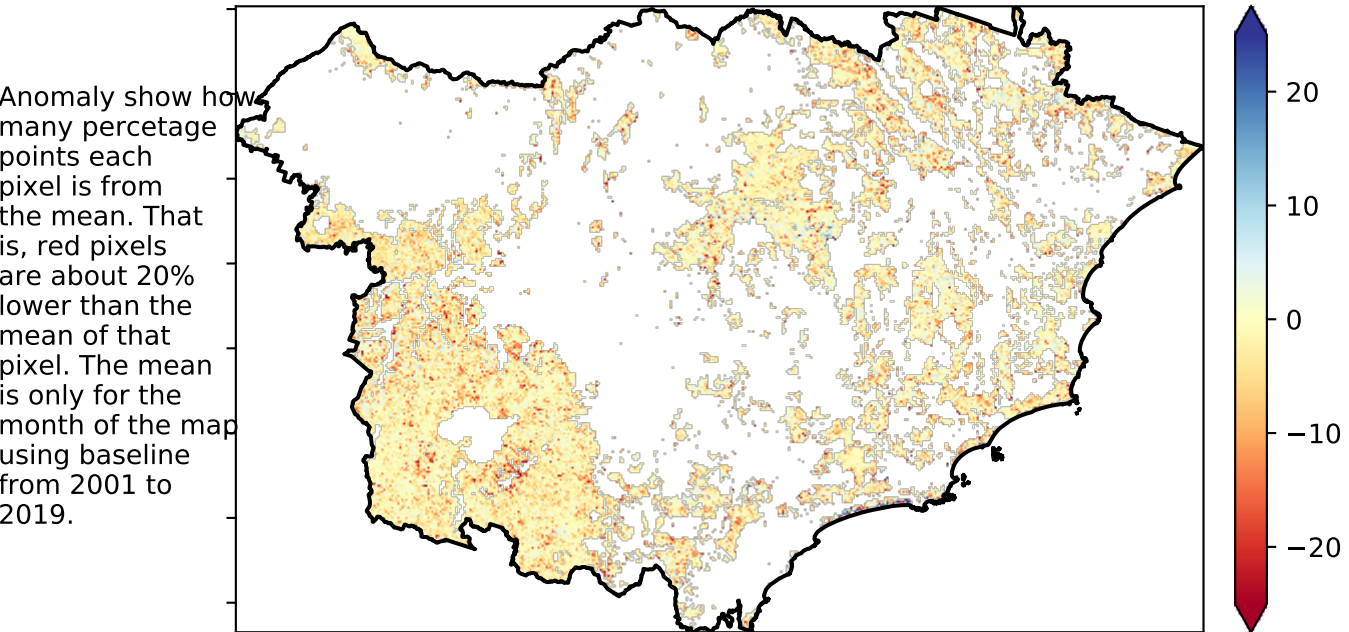 Anomaly show how
many percetage
points each
pixel is from
the mean. That
is, red pixels
are about 20%
lower than the
mean of that
pixel. The mean
is only for the
month of the map
using baseline
from 2001 to
2019.
20
10
0
−10
−20